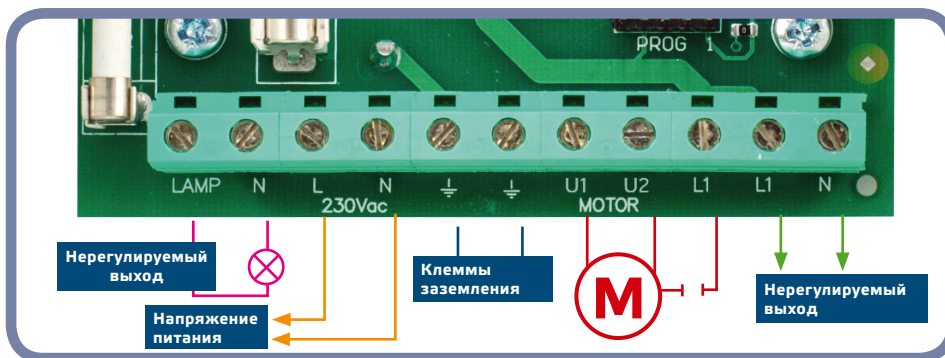 PROG 1
LAMP N L N ⏚ ⏚ U1 U2 L1 L1 N
230Vac MOTOR
Нерегулируемый
выход
Напряжение
питания
Клеммы
заземления
M
Нерегулируемый
выход